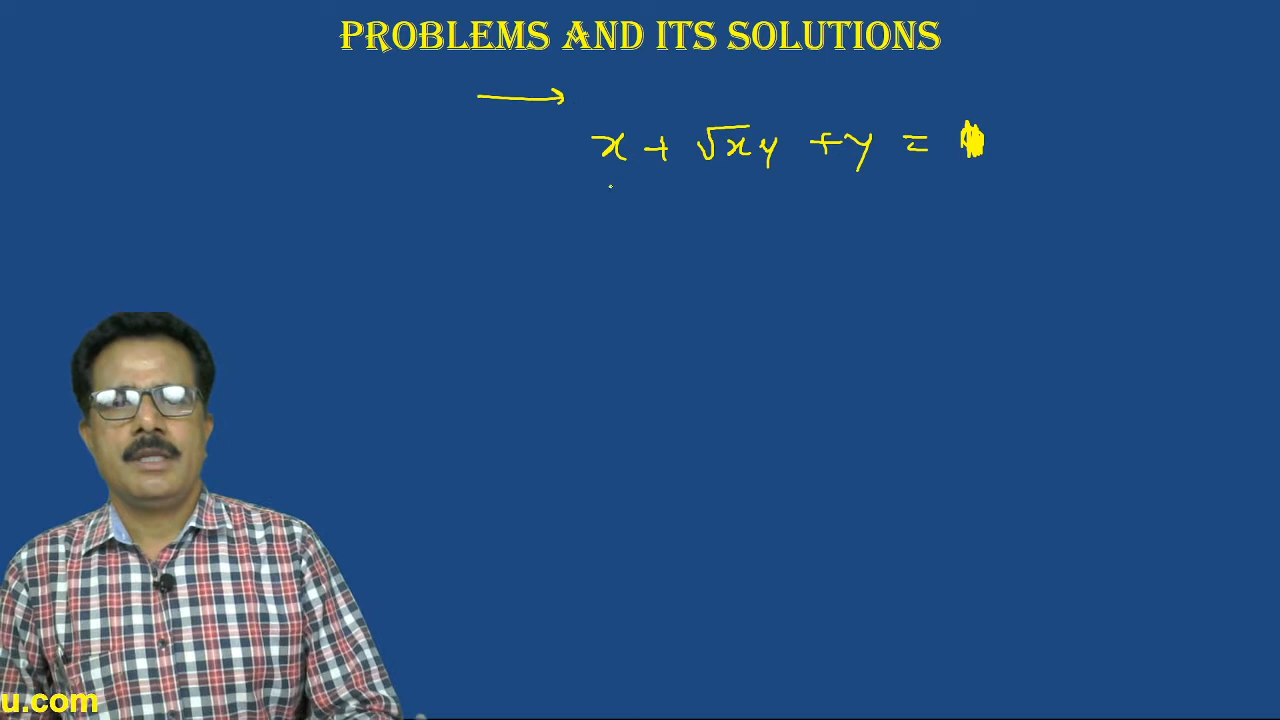 PROBLEMS AND ITS SOLUTIONS
x + √xy + y =
u.com